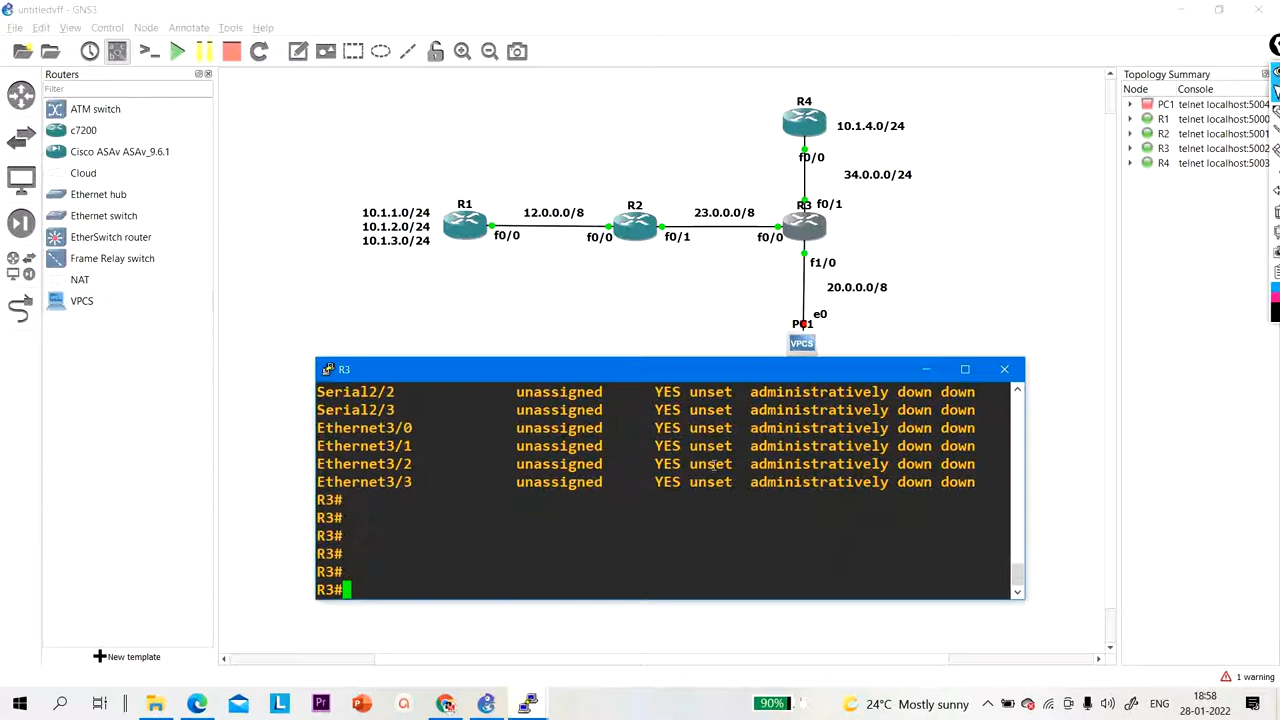 untitledvff - GNS3
File Edit View Control Node Annotate Tools Help
Routers
Filter
ATM switch
c7200
Cisco ASAv ASAv_9.6.1
Cloud
Ethernet hub
Ethernet switch
EtherSwitch router
Frame Relay switch
NAT
VPCS
New template
R4
10.1.4.0/24
f0/0
34.0.0.0/24
R3
f0/1
R1
12.0.0.0/8
R2
23.0.0.0/8
10.1.1.0/24
10.1.2.0/24
10.1.3.0/24
f0/0
f0/0
f0/1
f0/0
f1/0
20.0.0.0/8
e0
PC1
VPCS
R3
Serial2/2 unassigned YES unset administratively down down
Serial2/3 unassigned YES unset administratively down down
Ethernet3/0 unassigned YES unset administratively down down
Ethernet3/1 unassigned YES unset administratively down down
Ethernet3/2 unassigned YES unset administratively down down
Ethernet3/3 unassigned YES unset administratively down down
R3#
R3#
R3#
R3#
R3#
R3#
Topology Summary
Node Console
PC1 telnet localhost:5004
R1 telnet localhost:5000
R2 telnet localhost:5001
R3 telnet localhost:5002
R4 telnet localhost:5003
1 warning
90%
24°C Mostly sunny
ENG
18:58
28-01-2022